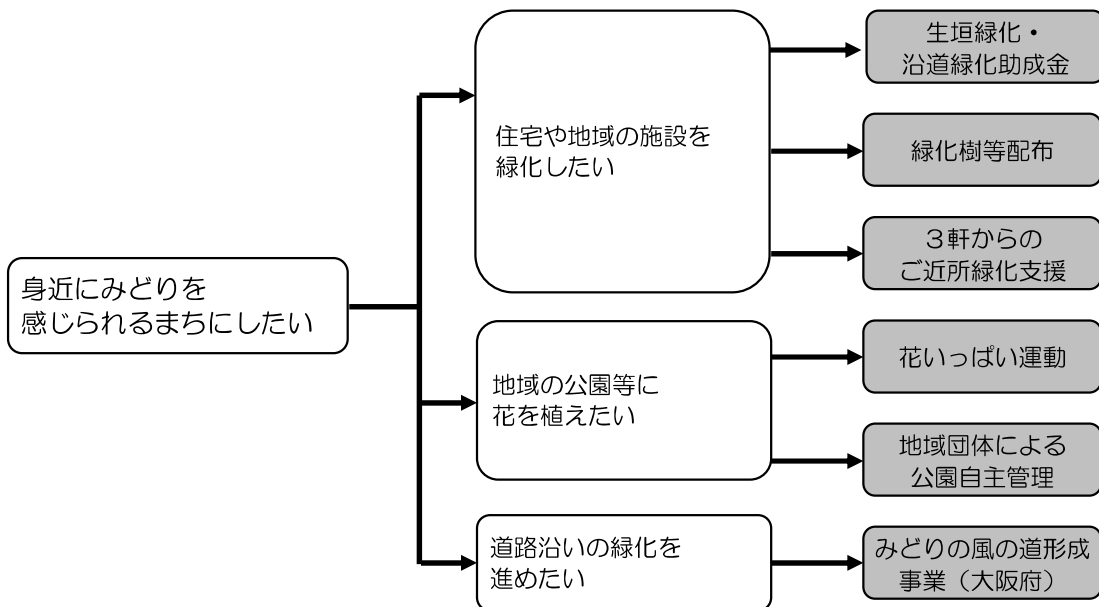 身近にみどりを
感じられるまちにしたい
住宅や地域の施設を
緑化したい
生垣緑化・
沿道緑化助成金
緑化樹等配布
３軒からの
ご近所緑化支援
地域の公園等に
花を植えたい
花いっぱい運動
地域団体による
公園自主管理
道路沿いの緑化を
進めたい
みどりの風の道形成
事業（大阪府）